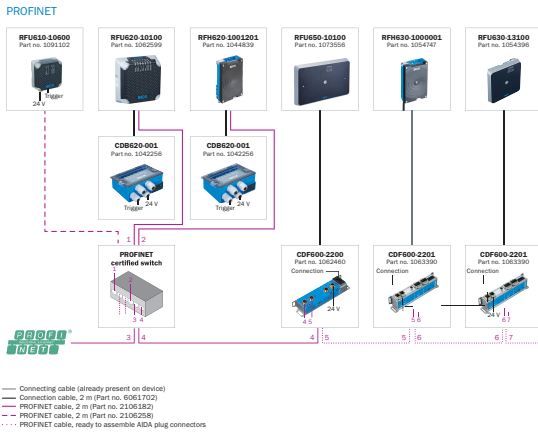 PROFINET
RFU610-10600
Part no. 1091102
Trigger
24 V
RFU620-10100
Part no. 1062599
RFH620-1001201
Part no. 1044839
RFU650-10100
Part no. 1073556
RFH630-1000001
Part no. 1054747
RFU630-13100
Part no. 1054396
CDB620-001
Part no. 1042256
24 V
Trigger
CDB620-001
Part no. 1042256
24 V
Trigger
1 2
PROFINET
certified switch
1
2
3 4
CDF600-2200
Part no. 1062460
Connection
24 V
4 5
CDF600-2201
Part no. 1063390
Connection
5 6
CDF600-2201
Part no. 1063390
Connection
24 V
6 7
PROFI
NET
®
3 4
4 5
5 6
6 7
Connecting cable (already present on device)
Connection cable, 2 m (Part no. 6061702)
PROFINET cable, 2 m (Part no. 2106182)
PROFINET cable, 2 m (Part no. 2106258)
PROFINET cable, ready to assemble AIDA plug connectors